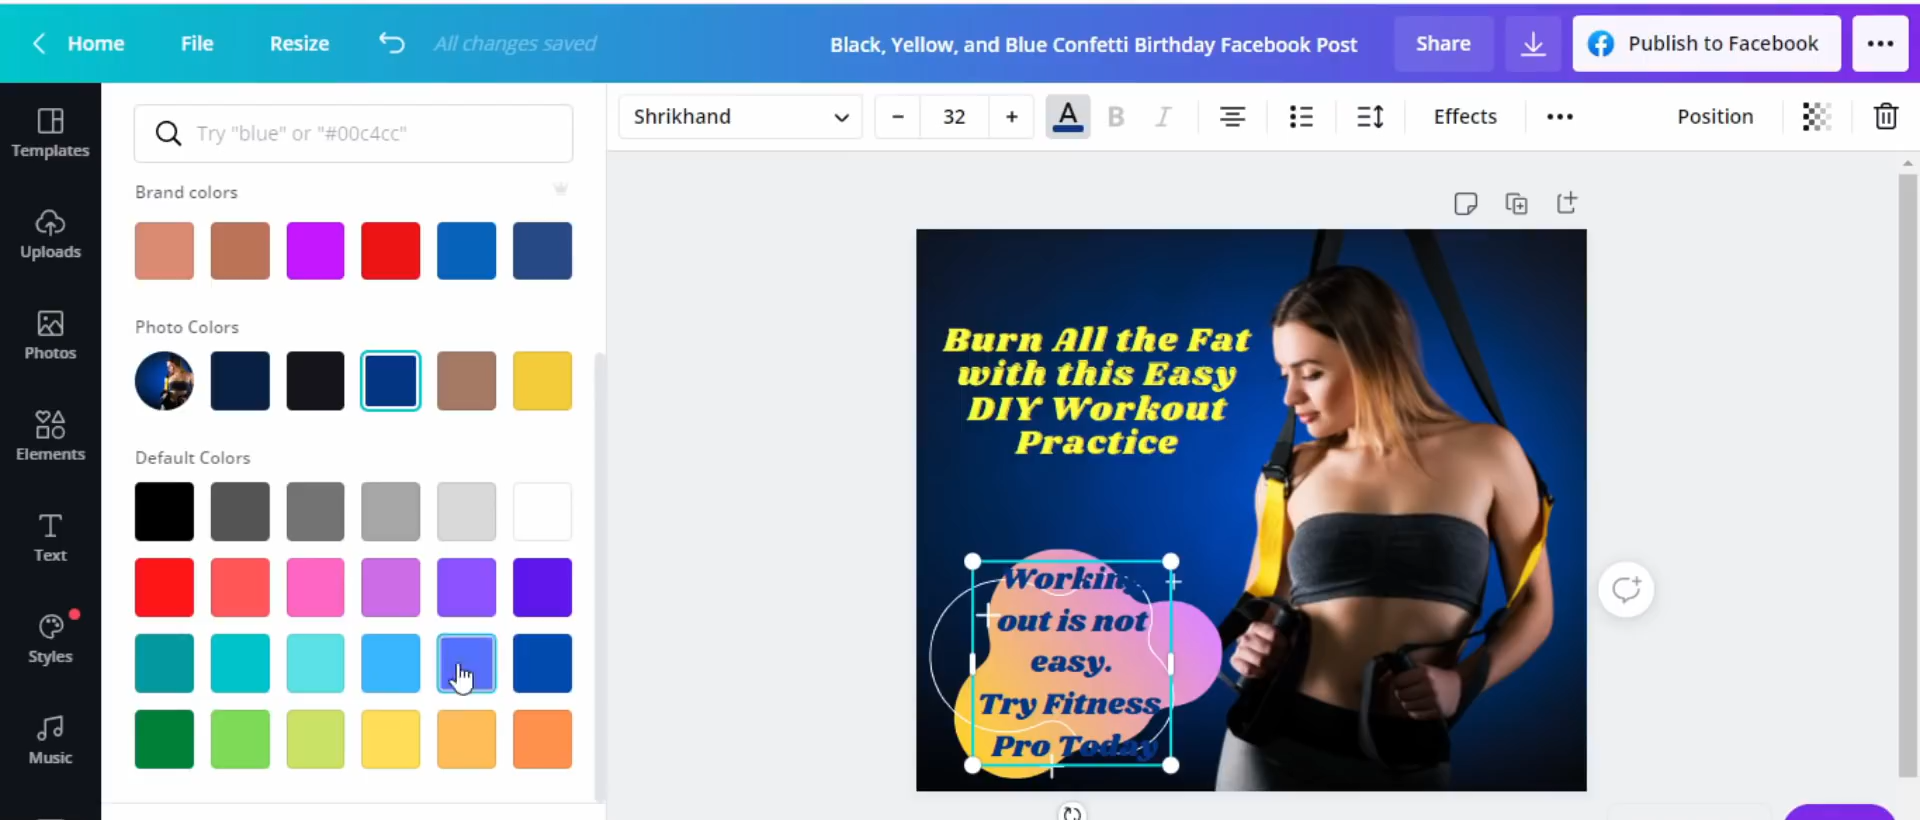 Home File Resize All changes saved Black, Yellow, and Blue Confetti Birthday Facebook Post Share Publish to Facebook
Templates
Uploads
Photos
Elements
Text
Styles
Music
Try "blue" or "#00c4cc"
Brand colors
Photo Colors
Default Colors
Shrikhand - 32 + A B I Effects Position
Burn All the Fat
with this Easy
DIY Workout
Practice
Working
out is not
easy.
Try Fitness
Pro Today